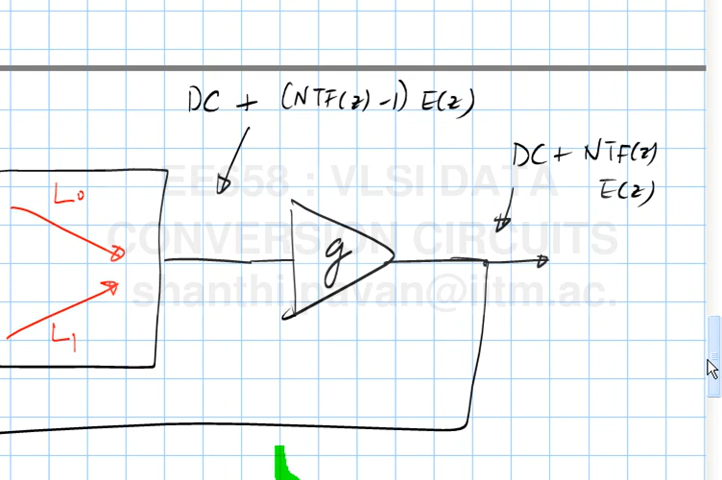 DC + (NTF(z) -1) E(z)
DC + NTF(z)
E(z)
EE658 : VLSI DATA
CONVERSION CIRCUITS
shanthi.pavan@iitm.ac.
L0
g
L1